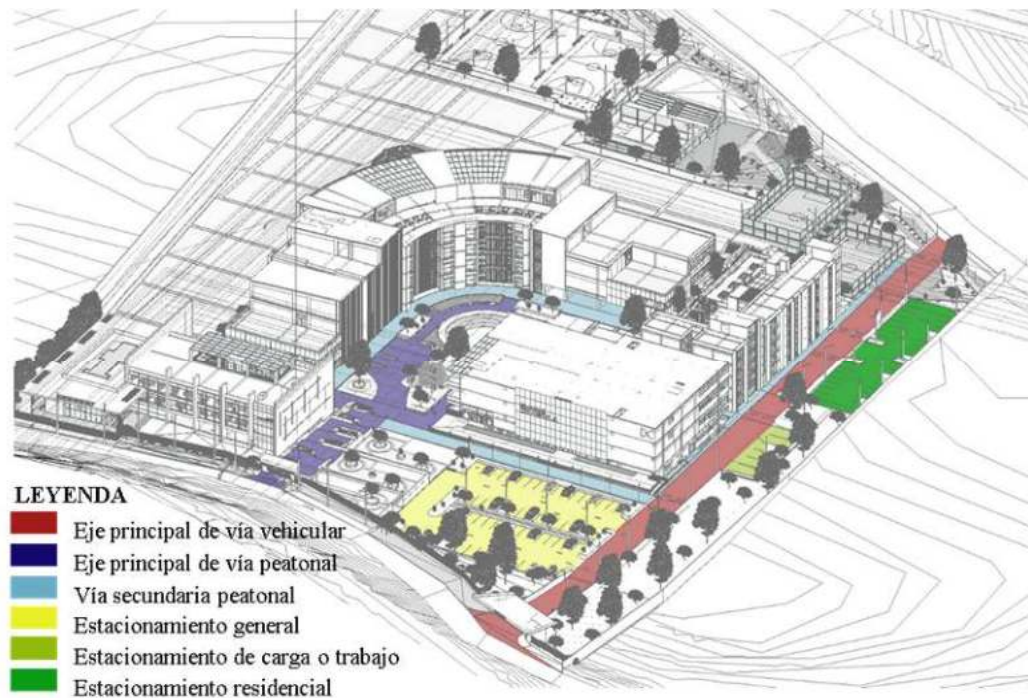 LEYENDA
Eje principal de vía vehicular
Eje principal de vía peatonal
Vía secundaria peatonal
Estacionamiento general
Estacionamiento de carga o trabajo
Estacionamiento residencial